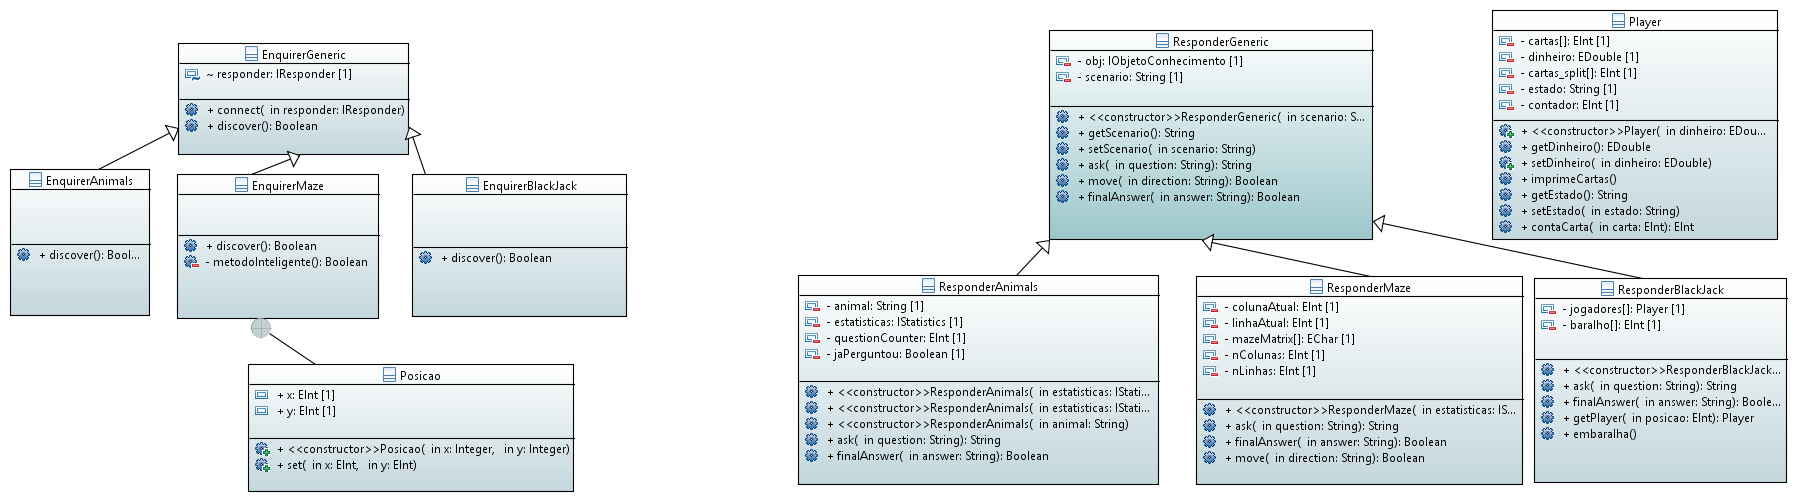 EnquirerGeneric
~ responder: IResponder [1]
+ connect( in responder: IResponder)
+ discover(): Boolean
EnquirerAnimals
+ discover(): Bool...
EnquirerMaze
+ discover(): Boolean
- metodoInteligente(): Boolean
EnquirerBlackJack
+ discover(): Boolean
Posicao
+ x: EInt [1]
+ y: EInt [1]
+ <<constructor>>Posicao( in x: Integer, in y: Integer)
+ set( in x: EInt, in y: EInt)
ResponderGeneric
- obj: IObjetoConhecimento [1]
- scenario: String [1]
+ <<constructor>>ResponderGeneric( in scenario: S...
+ getScenario(): String
+ setScenario( in scenario: String)
+ ask( in question: String): String
+ move( in direction: String): Boolean
+ finalAnswer( in answer: String): Boolean
Player
- cartas[]: EInt [1]
- dinheiro: EDouble [1]
- cartas_split[]: EInt [1]
- estado: String [1]
- contador: EInt [1]
+ <<constructor>>Player( in dinheiro: EDou...
+ getDinheiro(): EDouble
+ setDinheiro( in dinheiro: EDouble)
+ imprimeCartas()
+ getEstado(): String
+ setEstado( in estado: String)
+ contaCarta( in carta: EInt): EInt
ResponderAnimals
- animal: String [1]
- estatisticas: IStatistics [1]
- questionCounter: EInt [1]
- jaPerguntou: Boolean [1]
+ <<constructor>>ResponderAnimals( in estatisticas: IStati...
+ <<constructor>>ResponderAnimals( in estatisticas: IStati...
+ <<constructor>>ResponderAnimals( in animal: String)
+ ask( in question: String): String
+ finalAnswer( in answer: String): Boolean
ResponderMaze
- colunaAtual: EInt [1]
- linhaAtual: EInt [1]
- mazeMatrix[]: EChar [1]
- nColunas: EInt [1]
- nLinhas: EInt [1]
+ <<constructor>>ResponderMaze( in estatisticas: IS...
+ ask( in question: String): String
+ finalAnswer( in answer: String): Boolean
+ move( in direction: String): Boolean
ResponderBlackJack
- jogadores[]: Player [1]
- baralho[]: EInt [1]
+ <<constructor>>ResponderBlackJack...
+ ask( in question: String): String
+ finalAnswer( in answer: String): Boole...
+ getPlayer( in posicao: EInt): Player
+ embaralha()